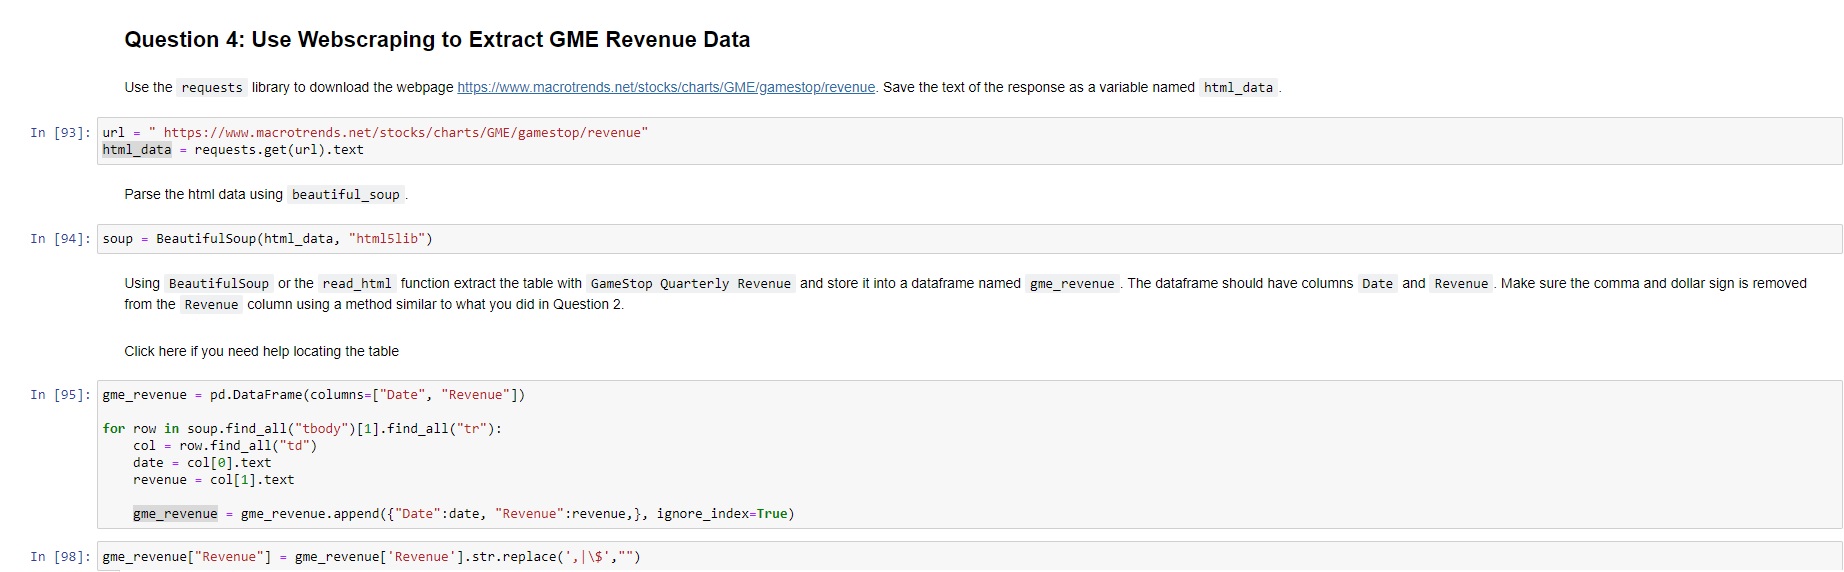 Question 4: Use Webscraping to Extract GME Revenue Data
Use the requests library to download the webpage https://www.macrotrends.net/stocks/charts/GME/gamestop/revenue. Save the text of the response as a variable named html_data.
In [93]: url = " https://www.macrotrends.net/stocks/charts/GME/gamestop/revenue"
html_data = requests.get(url).text
Parse the html data using beautiful_soup.
In [94]: soup = BeautifulSoup(html_data, "html5lib")
Using BeautifulSoup or the read_html function extract the table with GameStop Quarterly Revenue and store it into a dataframe named gme_revenue. The dataframe should have columns Date and Revenue. Make sure the comma and dollar sign is removed
from the Revenue column using a method similar to what you did in Question 2.
Click here if you need help locating the table
In [95]: gme_revenue = pd.DataFrame(columns=["Date", "Revenue"])
for row in soup.find_all("tbody")[1].find_all("tr"):
    col = row.find_all("td")
    date = col[0].text
    revenue = col[1].text
    gme_revenue = gme_revenue.append({"Date":date, "Revenue":revenue,}, ignore_index=True)
In [98]: gme_revenue["Revenue"] = gme_revenue['Revenue'].str.replace(',|\$',"")